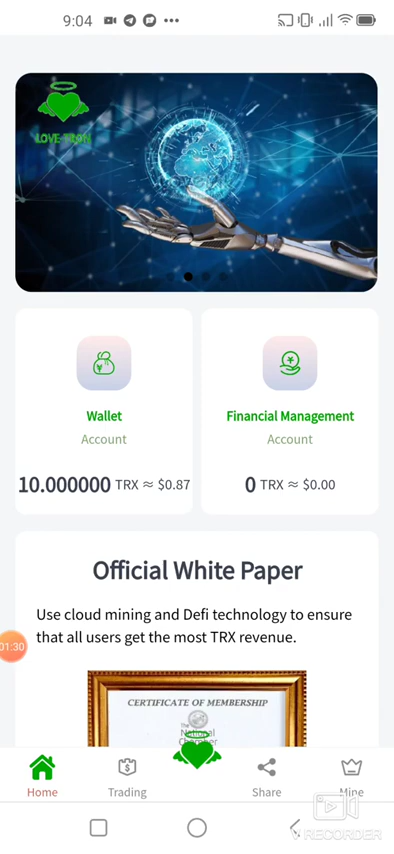 9:04
LOVE TRON
Wallet
Account
10.000000 TRX ≈ $0.87
Financial Management
Account
0 TRX ≈ $0.00
Official White Paper
Use cloud mining and Defi technology to ensure
that all users get the most TRX revenue.
01:30
CERTIFICATE OF MEMBERSHIP
The
National
Home
Trading
Share
Mine
V RECORDER